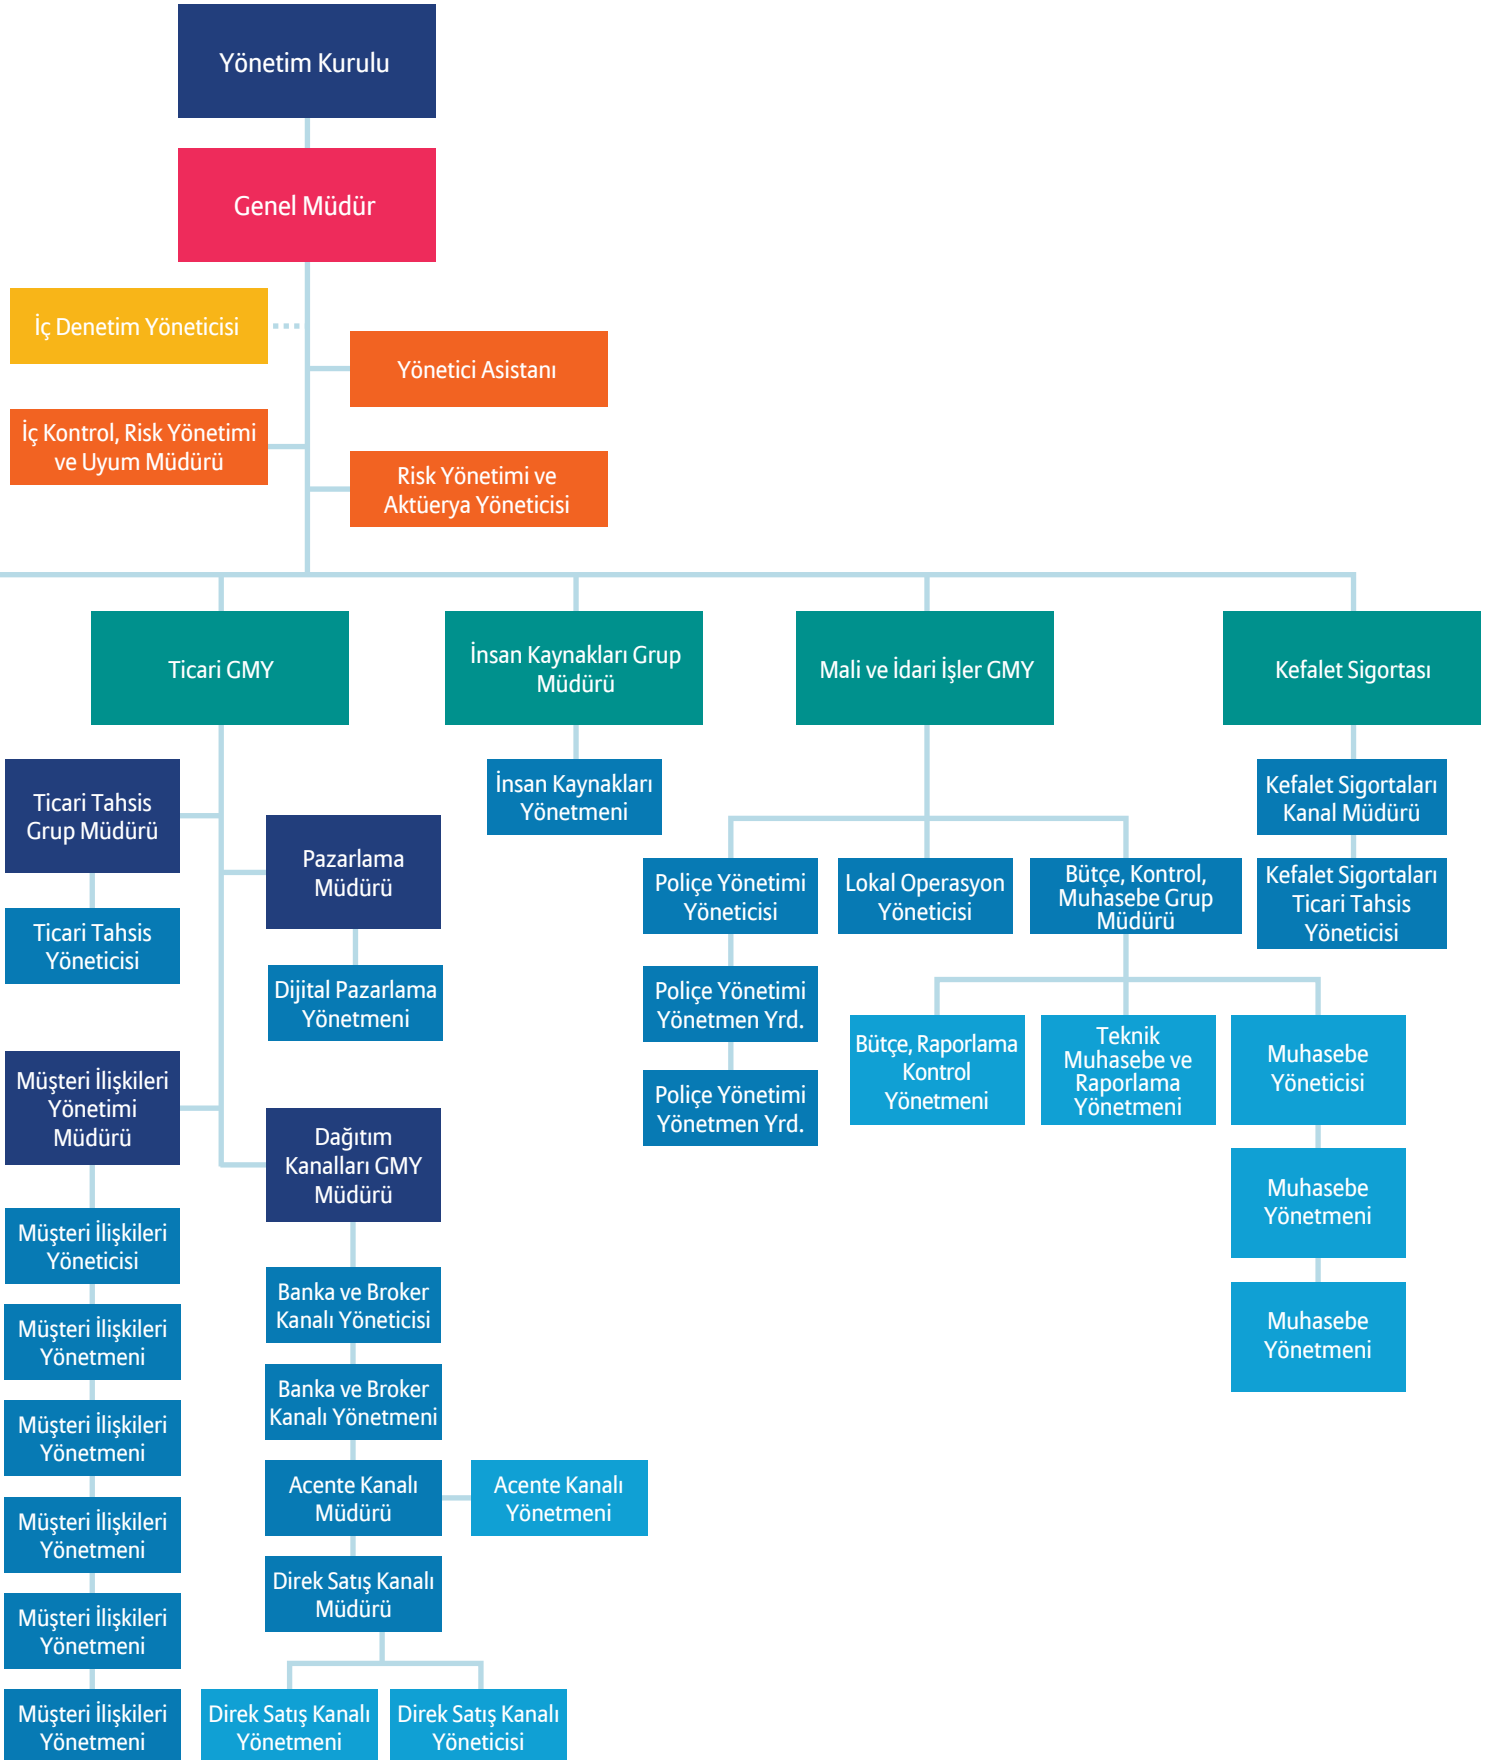 Yönetim Kurulu
Genel Müdür
İç Denetim Yöneticisi
Yönetici Asistanı
İç Kontrol, Risk Yönetimi
ve Uyum Müdürü
Risk Yönetimi ve
Aktüerya Yöneticisi
Ticari GMY
İnsan Kaynakları Grup
Müdürü
Mali ve İdari İşler GMY
Kefalet Sigortası
Ticari Tahsis
Grup Müdürü
Ticari Tahsis
Yöneticisi
Pazarlama
Müdürü
Dijital Pazarlama
Yönetmeni
Müşteri İlişkileri
Yönetimi
Müdürü
Müşteri İlişkileri
Yöneticisi
Müşteri İlişkileri
Yönetmeni
Müşteri İlişkileri
Yönetmeni
Müşteri İlişkileri
Yönetmeni
Müşteri İlişkileri
Yönetmeni
Müşteri İlişkileri
Yönetmeni
Dağıtım
Kanalları GMY
Müdürü
Banka ve Broker
Kanalı Yöneticisi
Banka ve Broker
Kanalı Yönetmeni
Acente Kanalı
Müdürü
Acente Kanalı
Yönetmeni
Direk Satış Kanalı
Müdürü
Direk Satış Kanalı
Yönetmeni
Direk Satış Kanalı
Yöneticisi
İnsan Kaynakları
Yönetmeni
Poliçe Yönetimi
Yöneticisi
Poliçe Yönetimi
Yönetmen Yrd.
Poliçe Yönetimi
Yönetmen Yrd.
Lokal Operasyon
Yöneticisi
Bütçe, Kontrol,
Muhasebe Grup
Müdürü
Bütçe, Raporlama
Kontrol
Yönetmeni
Teknik
Muhasebe ve
Raporlama
Yönetmeni
Muhasebe
Yöneticisi
Muhasebe
Yönetmeni
Muhasebe
Yönetmeni
Kefalet Sigortaları
Kanal Müdürü
Kefalet Sigortaları
Ticari Tahsis
Yöneticisi